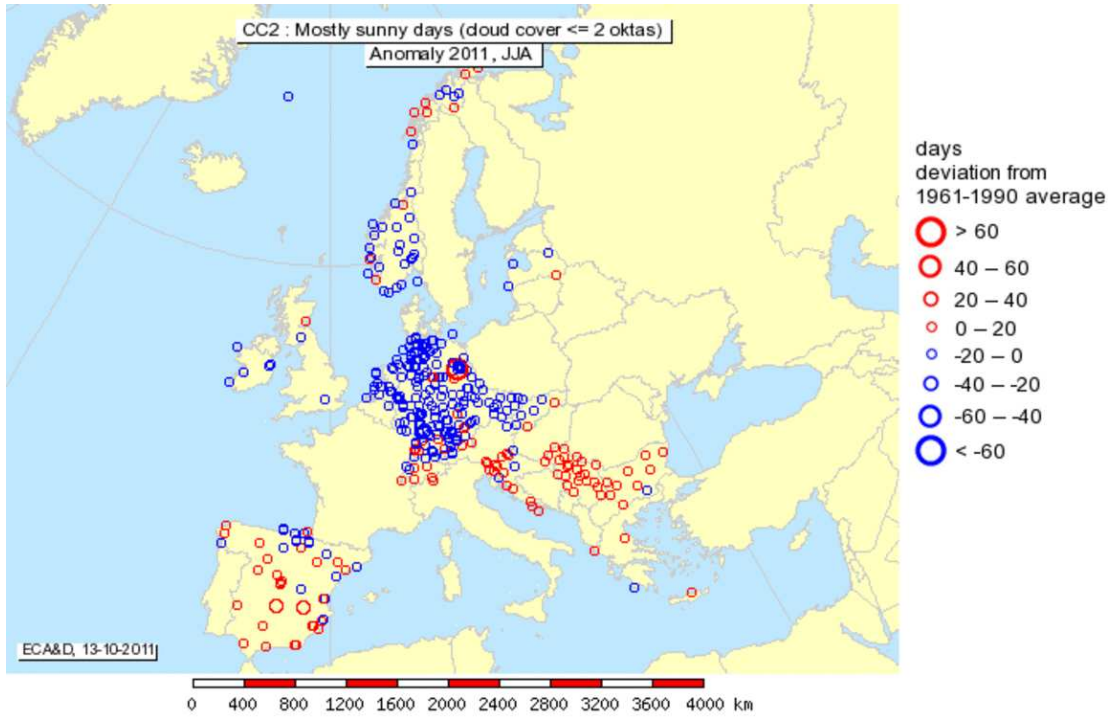 CC2 : Mostly sunny days (cloud cover <= 2 oktas)
Anomaly 2011 , JJA
days
deviation from
1961-1990 average
> 60
40 – 60
20 – 40
0 – 20
-20 – 0
-40 – -20
-60 – -40
< -60
ECA&D, 13-10-2011
0 400 800 1200 1600 2000 2400 2800 3200 3600 4000 km